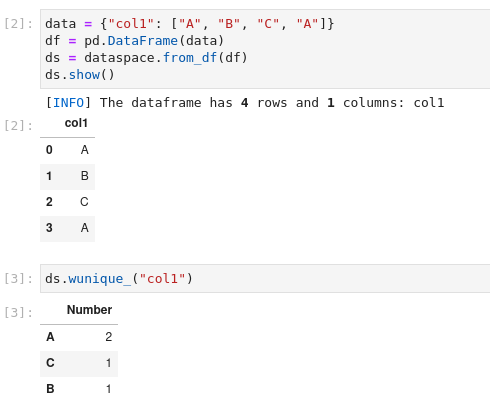 [2]: data = {"col1": ["A", "B", "C", "A"]}
df = pd.DataFrame(data)
ds = dataspace.from_df(df)
ds.show()
[INFO] The dataframe has 4 rows and 1 columns: col1
[2]: col1
0 A
1 B
2 C
3 A
[3]: ds.wunique_("col1")
[3]: Number
A 2
C 1
B 1